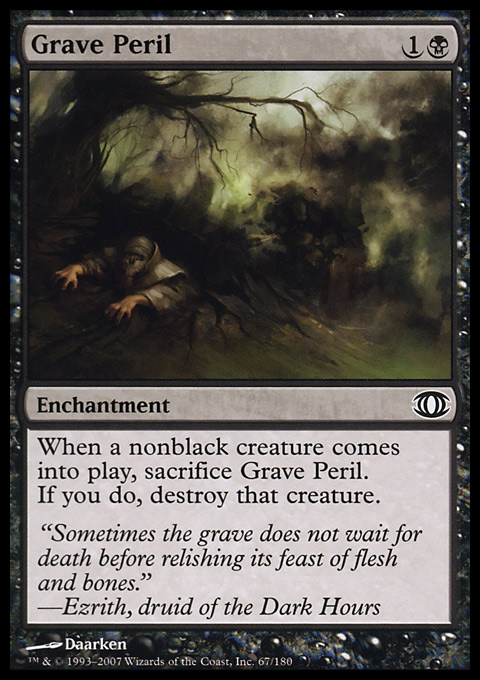 Grave Peril 1
Enchantment
When a nonblack creature comes
into play, sacrifice Grave Peril.
If you do, destroy that creature.
“Sometimes the grave does not wait for
death before relishing its feast of flesh
and bones.”
—Ezrith, druid of the Dark Hours
Daarken
™ & © 1993–2007 Wizards of the Coast, Inc. 67/180